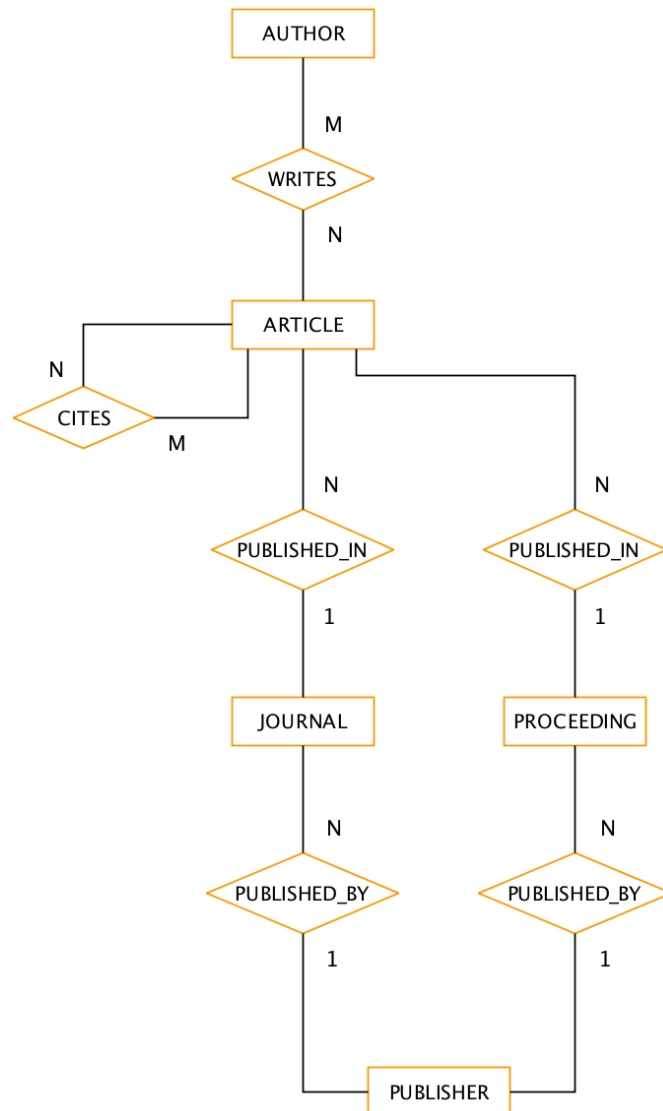 AUTHOR
M
WRITES
N
ARTICLE
N
CITES
M
N
N
PUBLISHED_IN
PUBLISHED_IN
1
1
JOURNAL
PROCEEDING
N
N
PUBLISHED_BY
PUBLISHED_BY
1
1
PUBLISHER